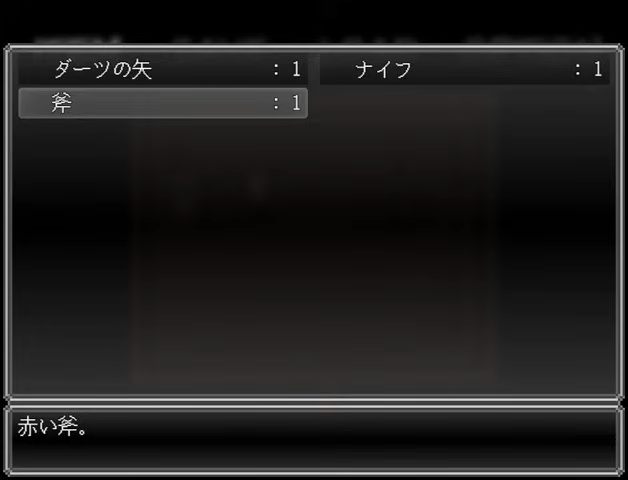 ダーツの矢 : 1 ナイフ : 1
斧 : 1
赤い斧。